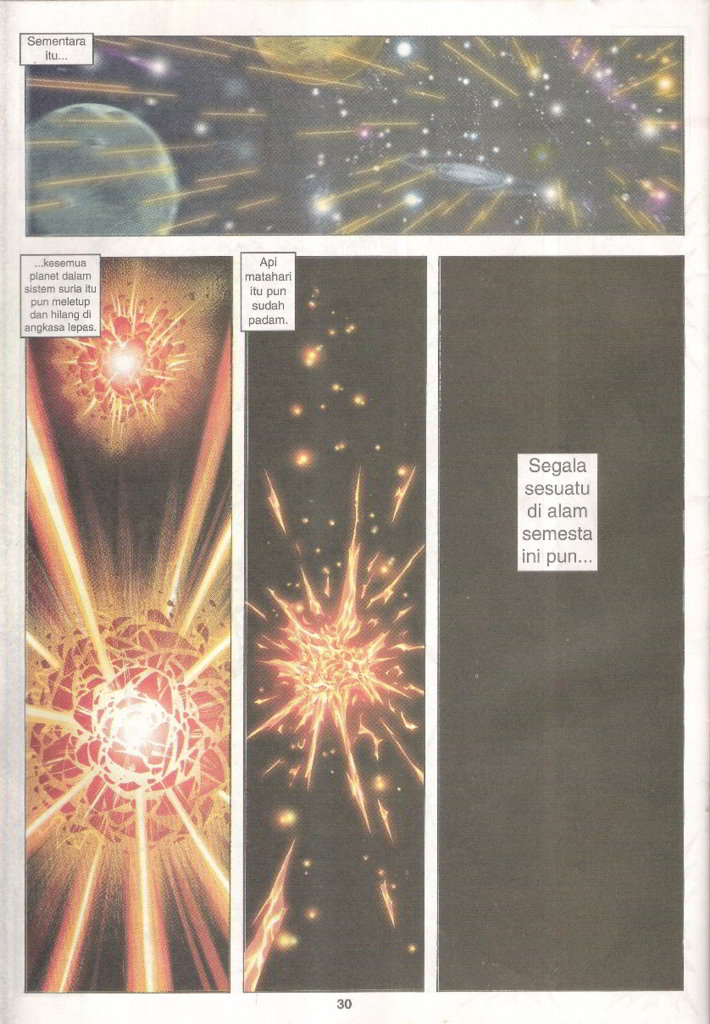 Sementara
itu...
...kesemua
planet dalam
sistem suria itu
pun meletup
dan hilang di
angkasa lepas.
Api
matahari
itu pun
sudah
padam.
Segala
sesuatu
di alam
semesta
ini pun...
30